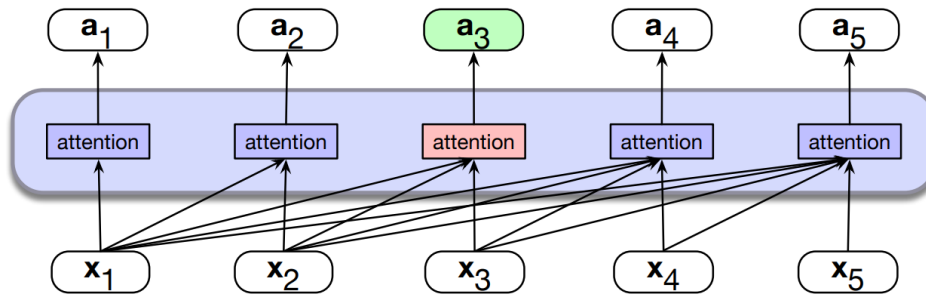 a1 a2 a3 a4 a5
attention attention attention attention attention
x1 x2 x3 x4 x5